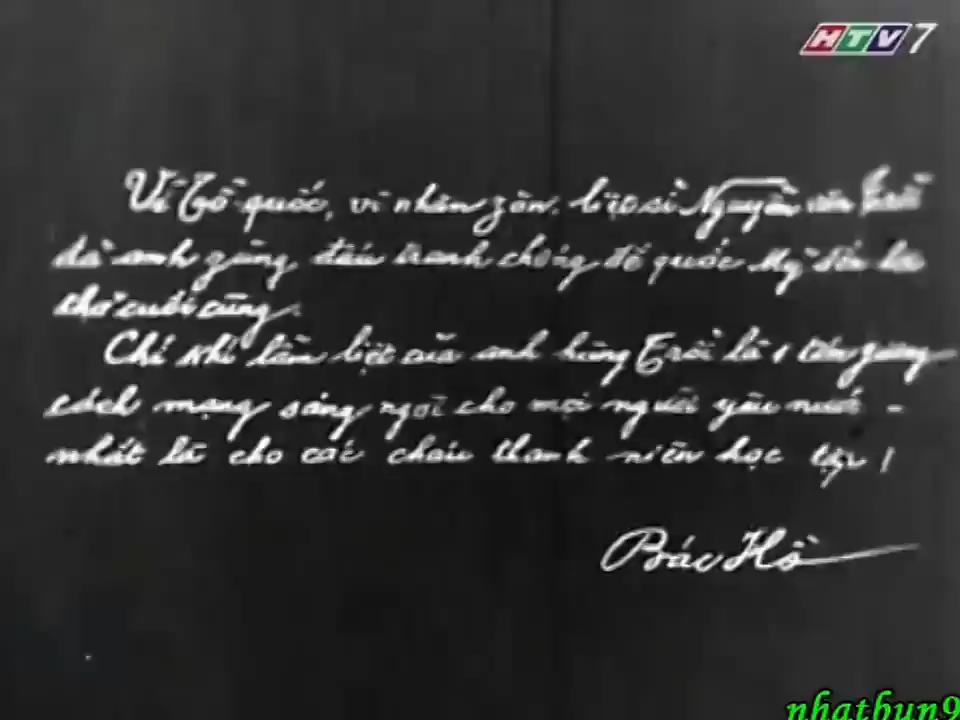 HTV7
Vì Tổ quốc, vì nhân zân, liệt sĩ Nguyễn văn Trỗi
đã anh zũng đấu tranh chống đế quốc Mỹ đến hơi
thở cuối cùng.
Chí khí lẫm liệt của anh hùng Trỗi là 1 tấm gương
cách mạng sáng ngời cho mọi người yêu nước -
nhất là cho các cháu thanh niên học tập !
Bác Hồ
nhatbun9